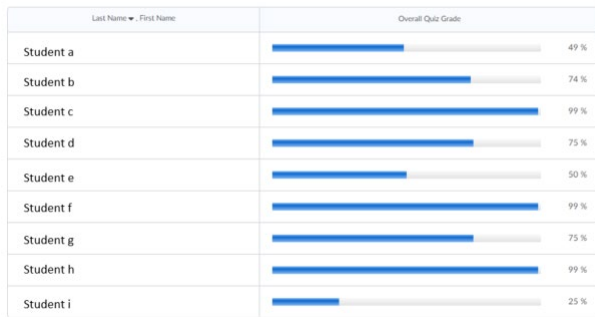 Last Name ▾ , First Name Overall Quiz Grade
Student a 49 %
Student b 74 %
Student c 99 %
Student d 75 %
Student e 50 %
Student f 99 %
Student g 75 %
Student h 99 %
Student i 25 %